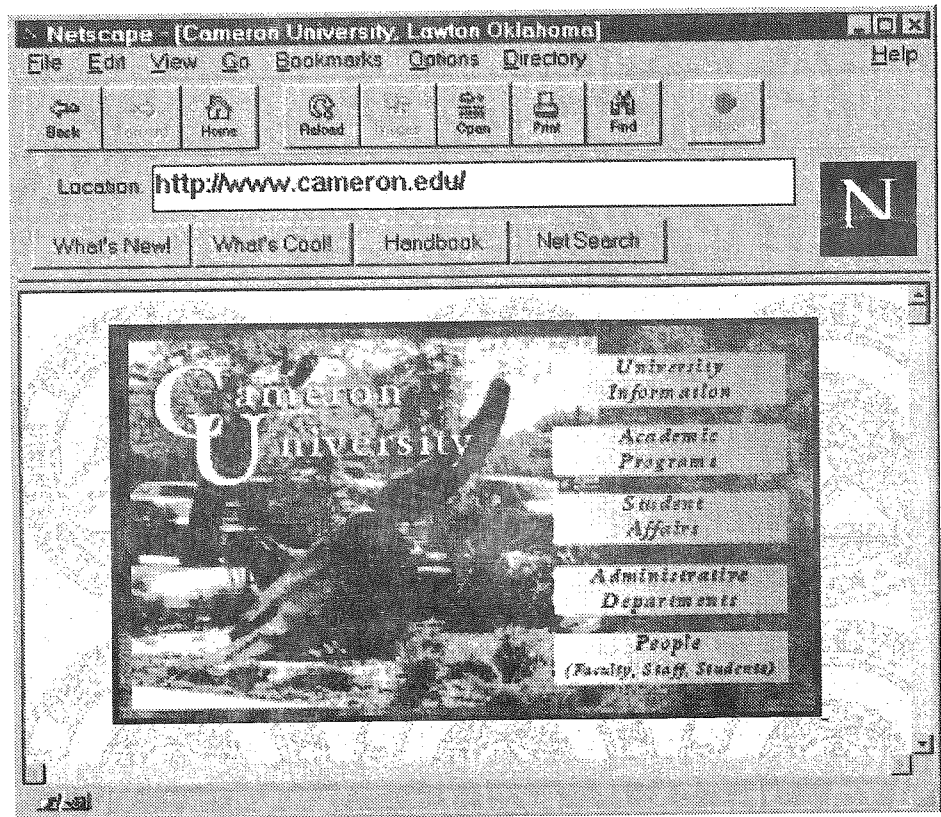 Netscape - [Cameron University, Lawton Oklahoma]
File Edit View Go Bookmarks Options Directory Help
Back Home Reload Open Print Find
Location http://www.cameron.edu/
N
What's New! What's Cool! Handbook Net Search
Cameron
University
University
Information
Academic
Programs
Student
Affairs
Administrative
Departments
People
(Faculty, Staff, Students)